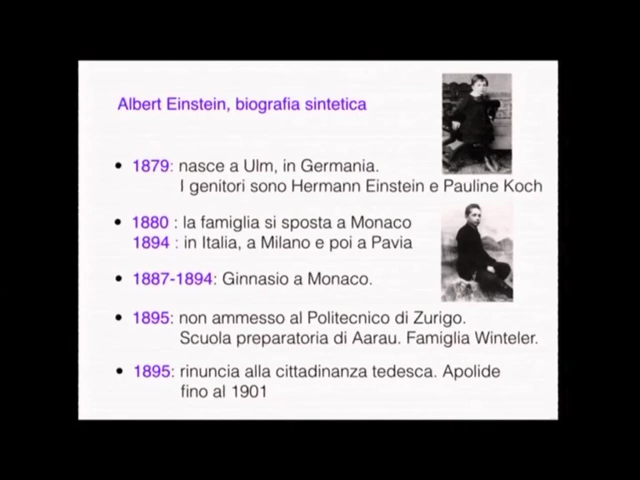 Albert Einstein, biografia sintetica
• 1879: nasce a Ulm, in Germania.
I genitori sono Hermann Einstein e Pauline Koch
• 1880 : la famiglia si sposta a Monaco
1894 : in Italia, a Milano e poi a Pavia
• 1887-1894: Ginnasio a Monaco.
• 1895: non ammesso al Politecnico di Zurigo.
Scuola preparatoria di Aarau. Famiglia Winteler.
• 1895: rinuncia alla cittadinanza tedesca. Apolide
fino al 1901